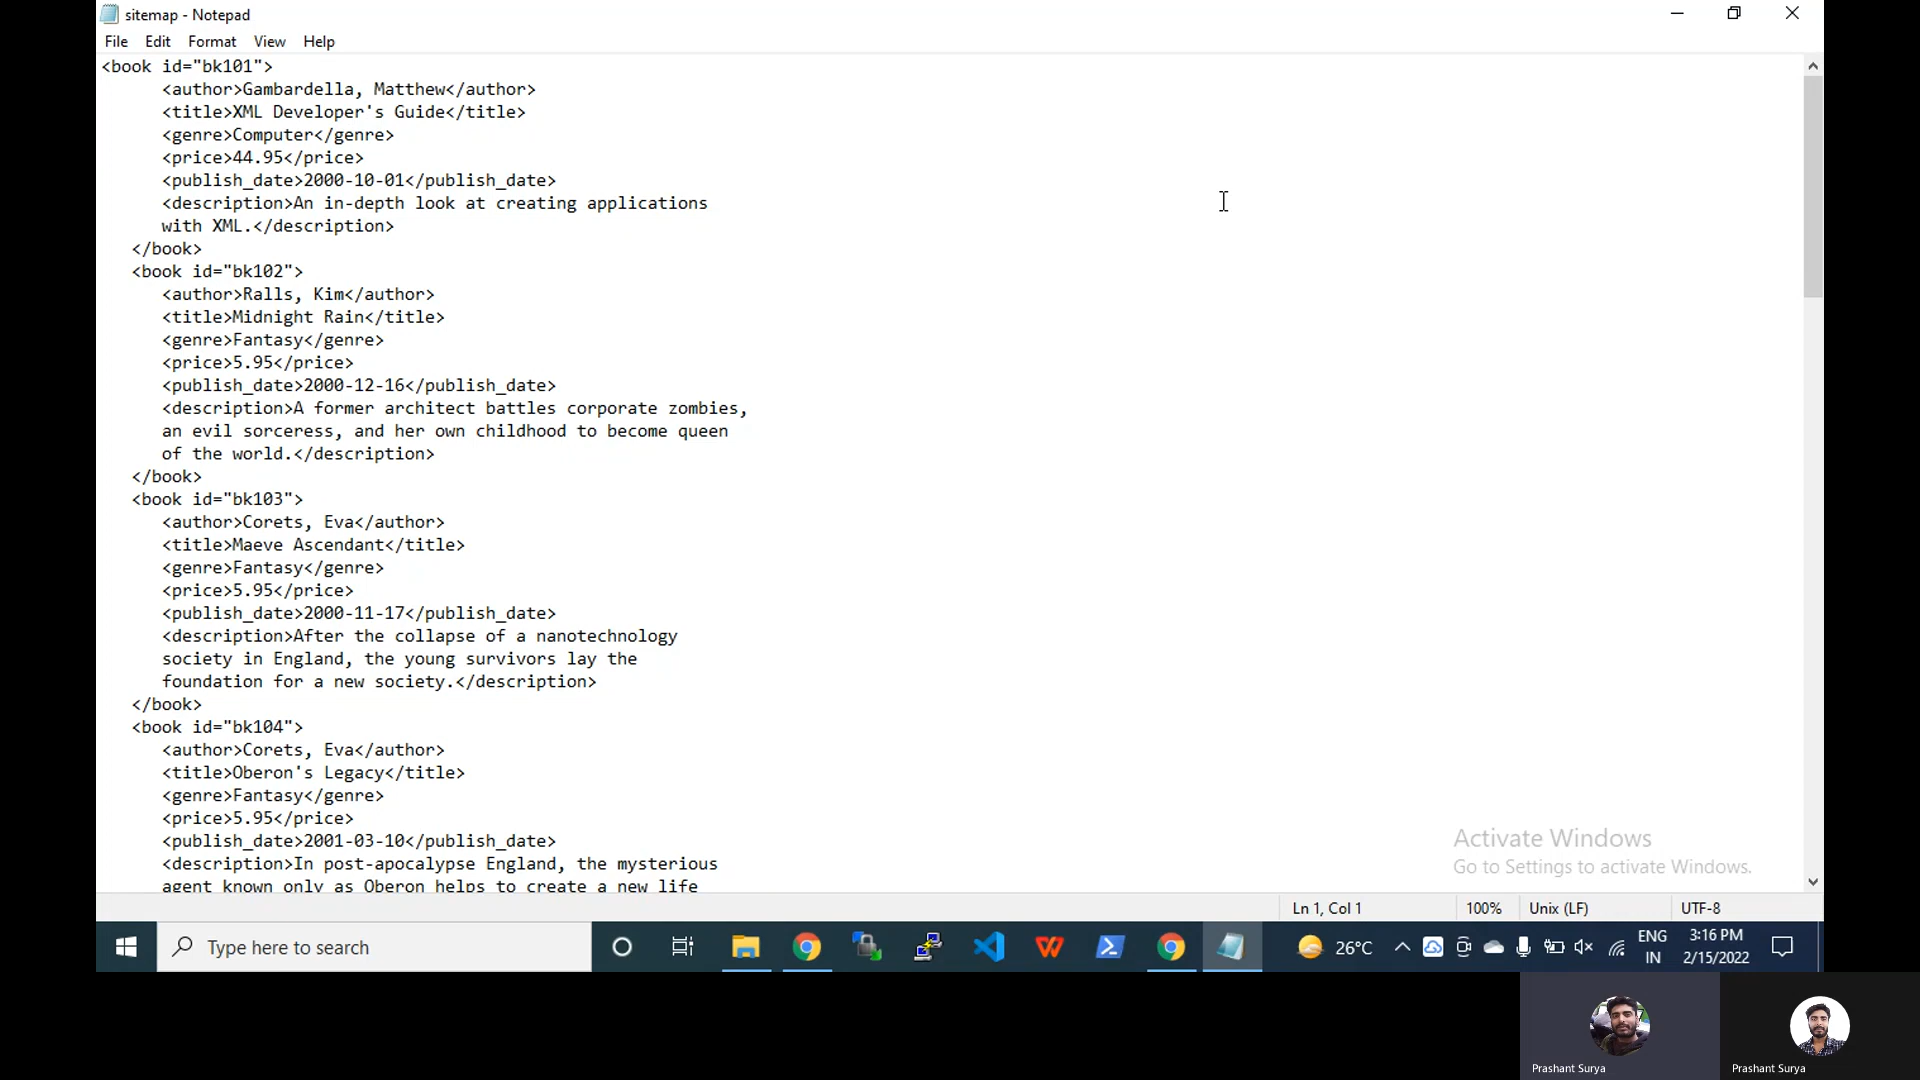 sitemap - Notepad
File Edit Format View Help
<book id="bk101">
<author>Gambardella, Matthew</author>
<title>XML Developer's Guide</title>
<genre>Computer</genre>
<price>44.95</price>
<publish_date>2000-10-01</publish_date>
<description>An in-depth look at creating applications
with XML.</description>
</book>
<book id="bk102">
<author>Ralls, Kim</author>
<title>Midnight Rain</title>
<genre>Fantasy</genre>
<price>5.95</price>
<publish_date>2000-12-16</publish_date>
<description>A former architect battles corporate zombies,
an evil sorceress, and her own childhood to become queen
of the world.</description>
</book>
<book id="bk103">
<author>Corets, Eva</author>
<title>Maeve Ascendant</title>
<genre>Fantasy</genre>
<price>5.95</price>
<publish_date>2000-11-17</publish_date>
<description>After the collapse of a nanotechnology
society in England, the young survivors lay the
foundation for a new society.</description>
</book>
<book id="bk104">
<author>Corets, Eva</author>
<title>Oberon's Legacy</title>
<genre>Fantasy</genre>
<price>5.95</price>
<publish_date>2001-03-10</publish_date>
<description>In post-apocalypse England, the mysterious
agent known only as Oberon helps to create a new life
Activate Windows
Go to Settings to activate Windows.
Ln 1, Col 1 100% Unix (LF) UTF-8
Type here to search
26°C
ENG
IN
3:16 PM
2/15/2022
Prashant Surya
Prashant Surya